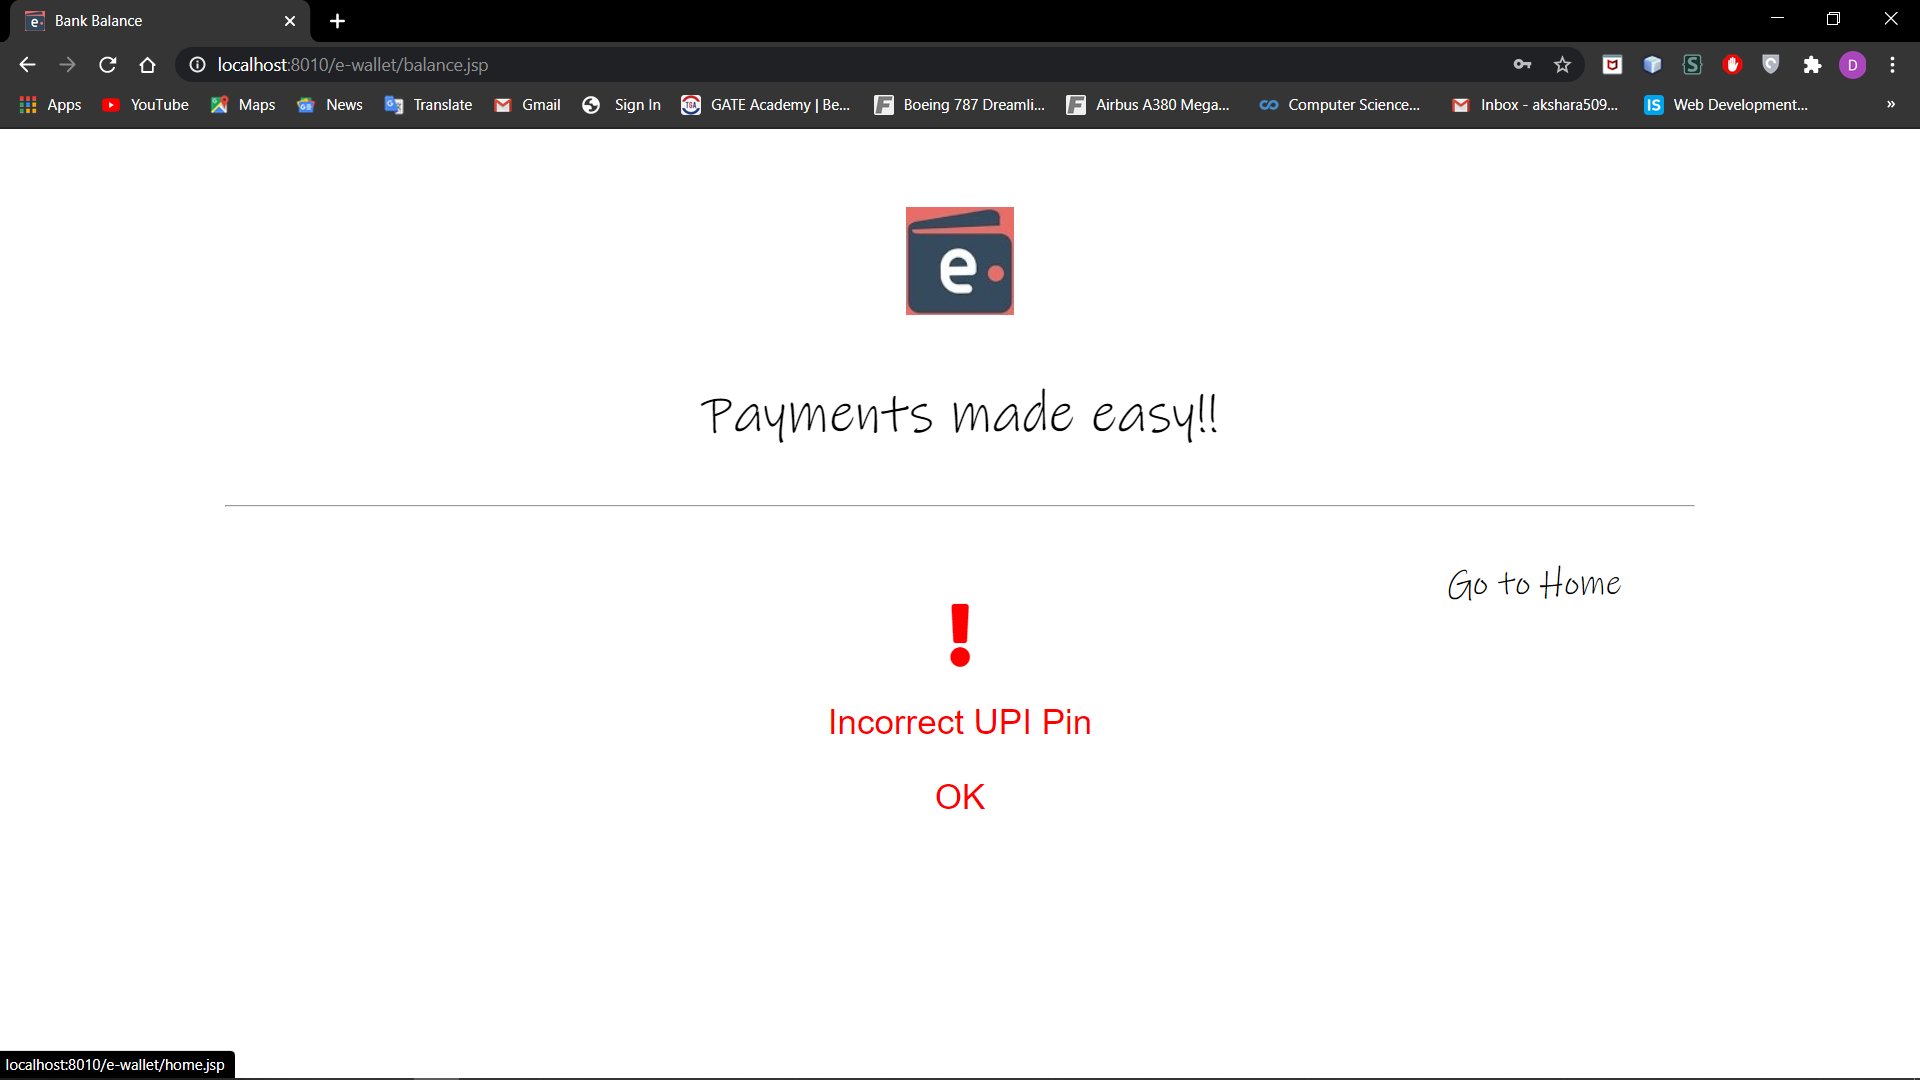 Bank Balance
localhost:8010/e-wallet/balance.jsp
D
Apps YouTube Maps News Translate Gmail Sign In GATE Academy | Be... Boeing 787 Dreamli... Airbus A380 Mega... Computer Science... Inbox - akshara509... Web Development... »
e
Payments made easy!!
Go to Home
!
Incorrect UPI Pin
OK
localhost:8010/e-wallet/home.jsp